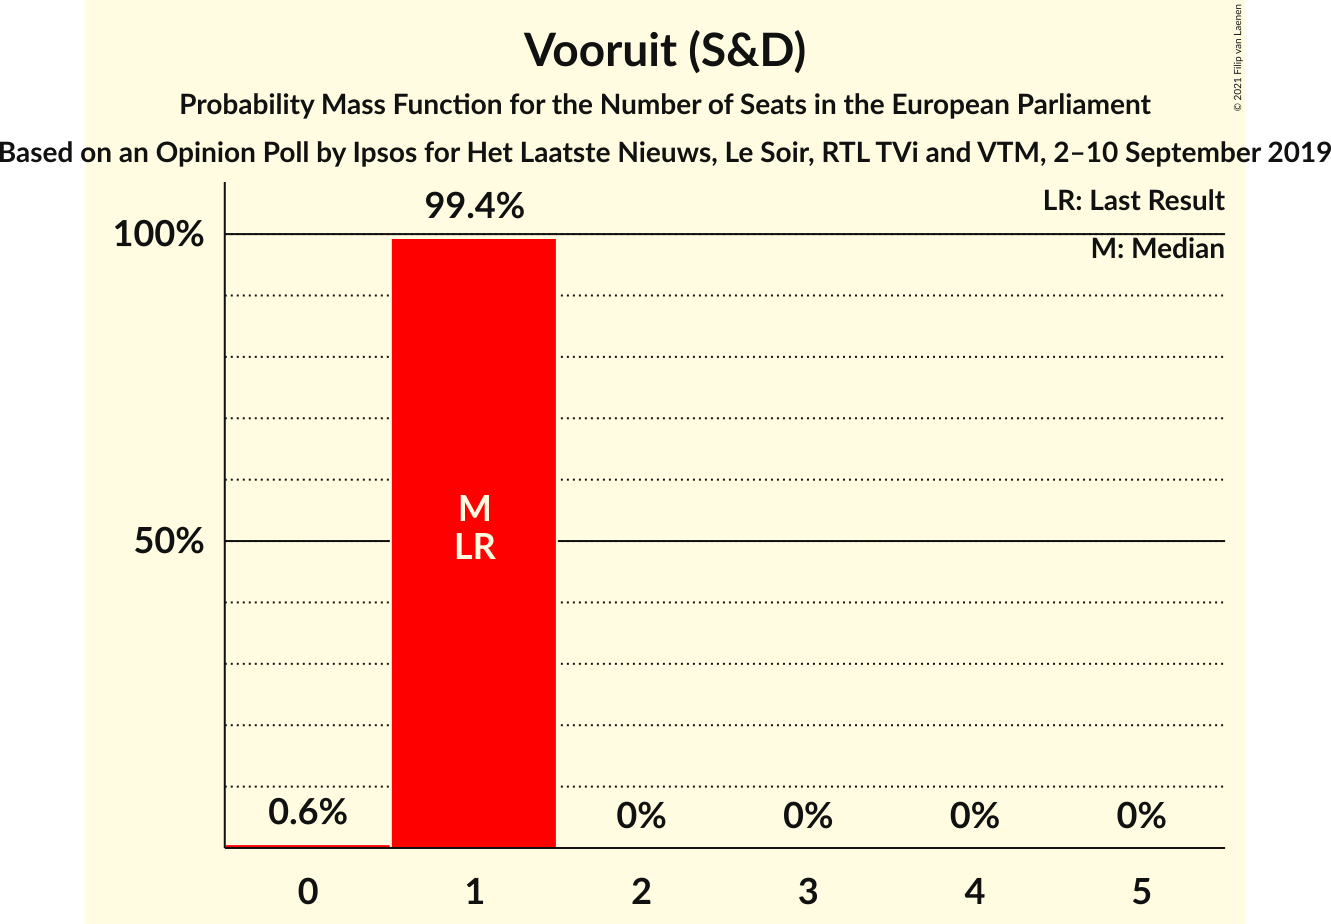 Vooruit (S&D)
Probability Mass Function for the Number of Seats in the European Parliament
Based on an Opinion Poll by Ipsos for Het Laatste Nieuws, Le Soir, RTL TVi and VTM, 2–10 September 2019
© 2021 Filip van Laenen
LR: Last Result
M: Median
99.4%
100%
50%
M
LR
0.6%
0%
0%
0%
0%
0
1
2
3
4
5